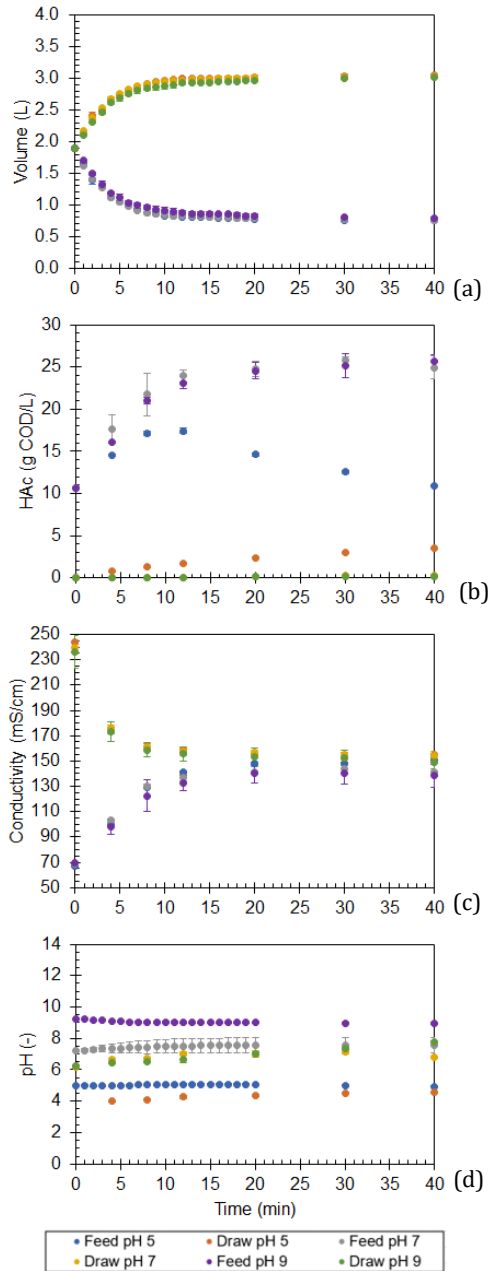 4.0
3.5
3.0
2.5
2.0
1.5
1.0
0.5
0.0
Volume (L)
0 5 10 15 20 25 30 35 40
(a)
30
25
20
15
10
5
0
HAc (g COD/L)
0 5 10 15 20 25 30 35 40
(b)
250
230
210
190
170
150
130
110
90
70
50
Conductivity (mS/cm)
0 5 10 15 20 25 30 35 40
(c)
14
12
10
8
6
4
2
0
pH (-)
0 5 10 15 20 25 30 35 40
(d)
Time (min)
Feed pH 5 Draw pH 5 Feed pH 7
Draw pH 7 Feed pH 9 Draw pH 9